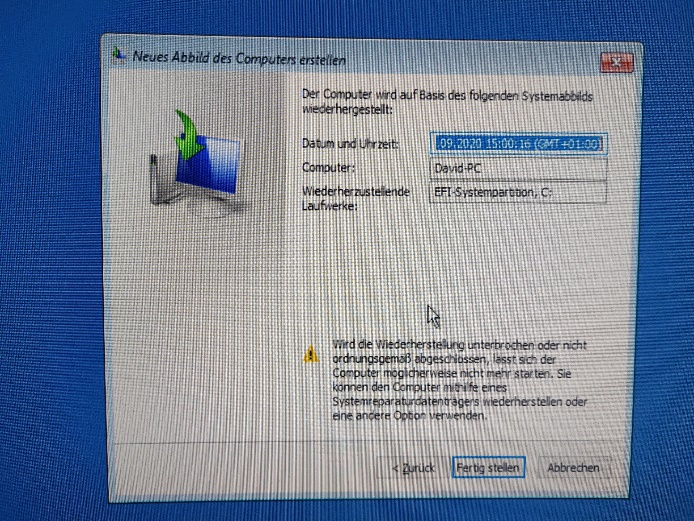 Neues Abbild des Computers erstellen
Der Computer wird auf Basis des folgenden Systemabbilds
wiederhergestellt:
Datum und Uhrzeit:
.09.2020 15:00:16 (GMT+01:00)
Computer:
David-PC
Wiederherzustellende
Laufwerke:
EFI-Systempartition, C:
Wird die Wiederherstellung unterbrochen oder nicht
ordnungsgemäß abgeschlossen, lässt sich der
Computer möglicherweise nicht mehr starten. Sie
können den Computer mithilfe eines
Systemreparaturdatenträgers wiederherstellen oder
eine andere Option verwenden.
< Zurück
Fertig stellen
Abbrechen